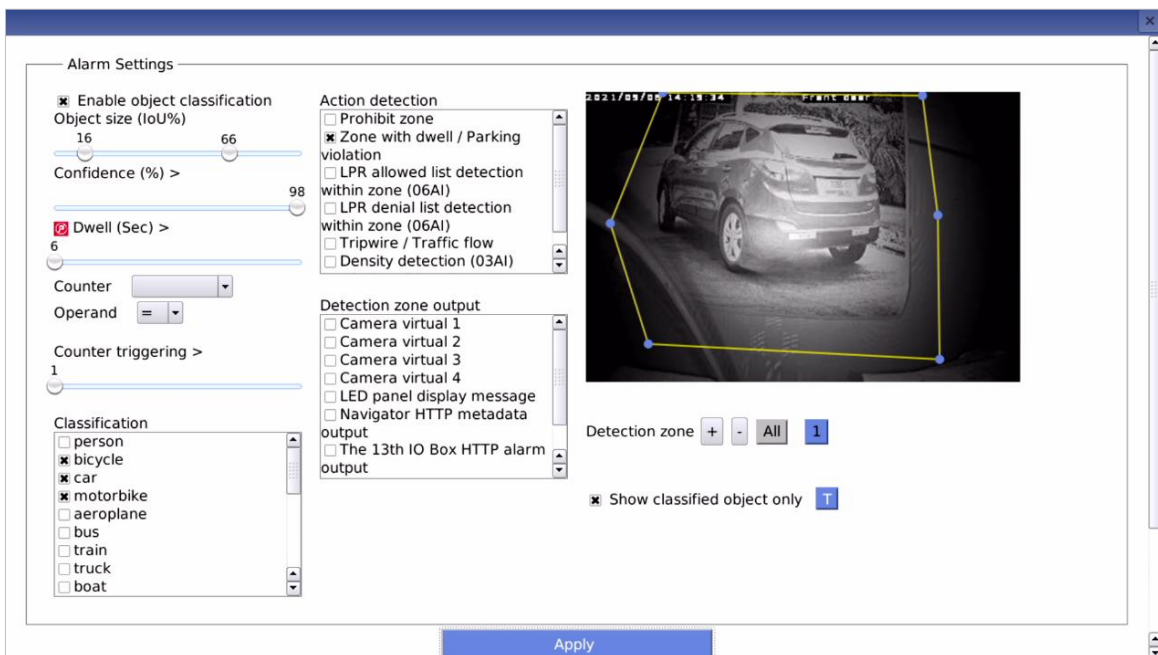 Alarm Settings
Enable object classification
Object size (IoU%)
16 66
Confidence (%) >
98
Dwell (Sec) >
6
Counter
Operand =
Counter triggering >
1
Classification
person
bicycle
car
motorbike
aeroplane
bus
train
truck
boat
Action detection
Prohibit zone
Zone with dwell / Parking
violation
LPR allowed list detection
within zone (06AI)
LPR denial list detection
within zone (06AI)
Tripwire / Traffic flow
Density detection (03AI)
Detection zone output
Camera virtual 1
Camera virtual 2
Camera virtual 3
Camera virtual 4
LED panel display message
Navigator HTTP metadata
output
The 13th IO Box HTTP alarm
output
Front door
Detection zone + - All 1
Show classified object only T
Apply